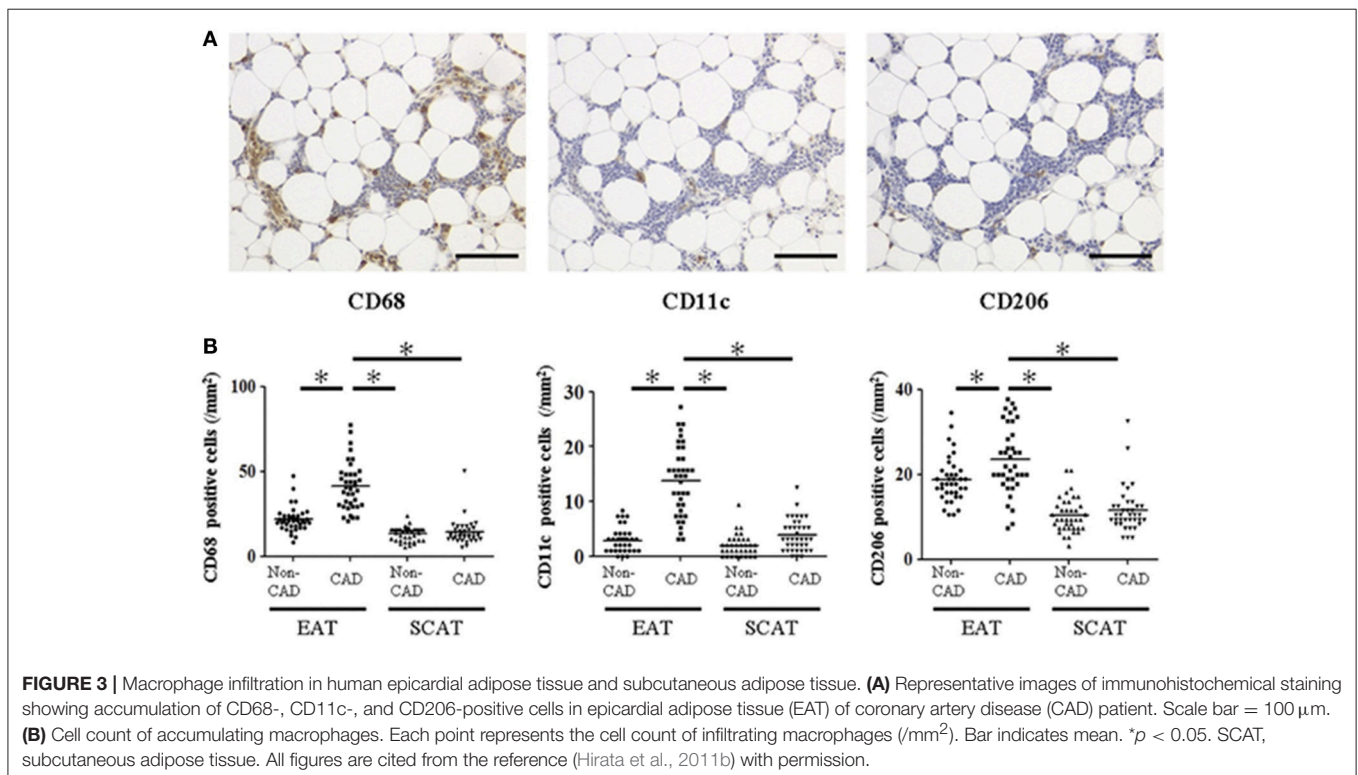 A
CD68
CD11c
CD206
B
CD68 positive cells (/mm²)
100
50
0
*
*
*
Non-CAD
CAD
Non-CAD
CAD
EAT
SCAT
CD11c positive cells (/mm²)
30
20
10
0
*
*
*
Non-CAD
CAD
Non-CAD
CAD
EAT
SCAT
CD206 positive cells (/mm²)
40
20
0
*
*
*
Non-CAD
CAD
Non-CAD
CAD
EAT
SCAT
FIGURE 3 | Macrophage infiltration in human epicardial adipose tissue and subcutaneous adipose tissue. (A) Representative images of immunohistochemical staining
showing accumulation of CD68-, CD11c-, and CD206-positive cells in epicardial adipose tissue (EAT) of coronary artery disease (CAD) patient. Scale bar = 100 μm.
(B) Cell count of accumulating macrophages. Each point represents the cell count of infiltrating macrophages (/mm²). Bar indicates mean. *p < 0.05. SCAT,
subcutaneous adipose tissue. All figures are cited from the reference (Hirata et al., 2011b) with permission.